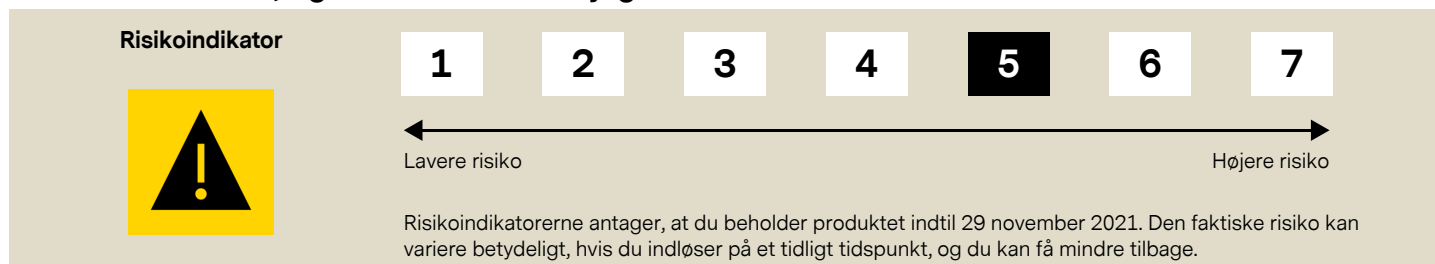 Risikoindikator
1 2 3 4 5 6 7
Lavere risiko Højere risiko
Risikoindikatorerne antager, at du beholder produktet indtil 29 november 2021. Den faktiske risiko kan
variere betydeligt, hvis du indløser på et tidligt tidspunkt, og du kan få mindre tilbage.